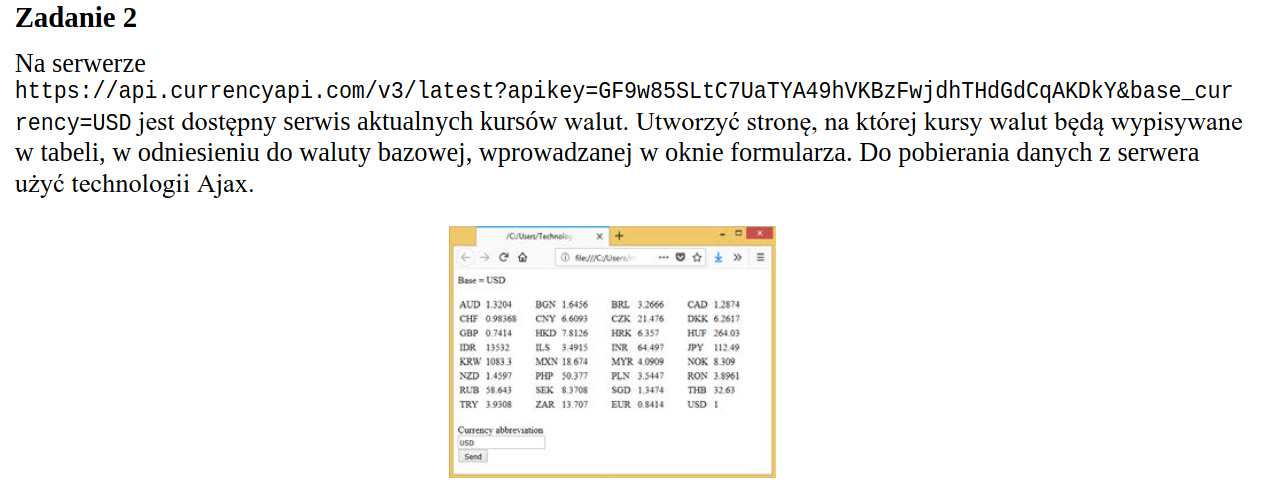 Zadanie 2
Na serwerze
https://api.currencyapi.com/v3/latest?apikey=GF9w85SLtC7UaTYA49hVKBzFwjdhTHdGdCqAKDkY&base_cur
rency=USD jest dostępny serwis aktualnych kursów walut. Utworzyć stronę, na której kursy walut będą wypisywane
w tabeli, w odniesieniu do waluty bazowej, wprowadzanej w oknie formularza. Do pobierania danych z serwera
użyć technologii Ajax.
/C:/Users/Technolog
file:///C:/Users/
Base = USD
AUD 1.3204 BGN 1.6456 BRL 3.2666 CAD 1.2874
CHF 0.98368 CNY 6.6093 CZK 21.476 DKK 6.2617
GBP 0.7414 HKD 7.8126 HRK 6.357 HUF 264.03
IDR 13532 ILS 3.4915 INR 64.497 JPY 112.49
KRW 1083.3 MXN 18.674 MYR 4.0909 NOK 8.309
NZD 1.4597 PHP 50.377 PLN 3.5447 RON 3.8961
RUB 58.643 SEK 8.3708 SGD 1.3474 THB 32.63
TRY 3.9308 ZAR 13.707 EUR 0.8414 USD 1
Currency abbreviation
USD
Send